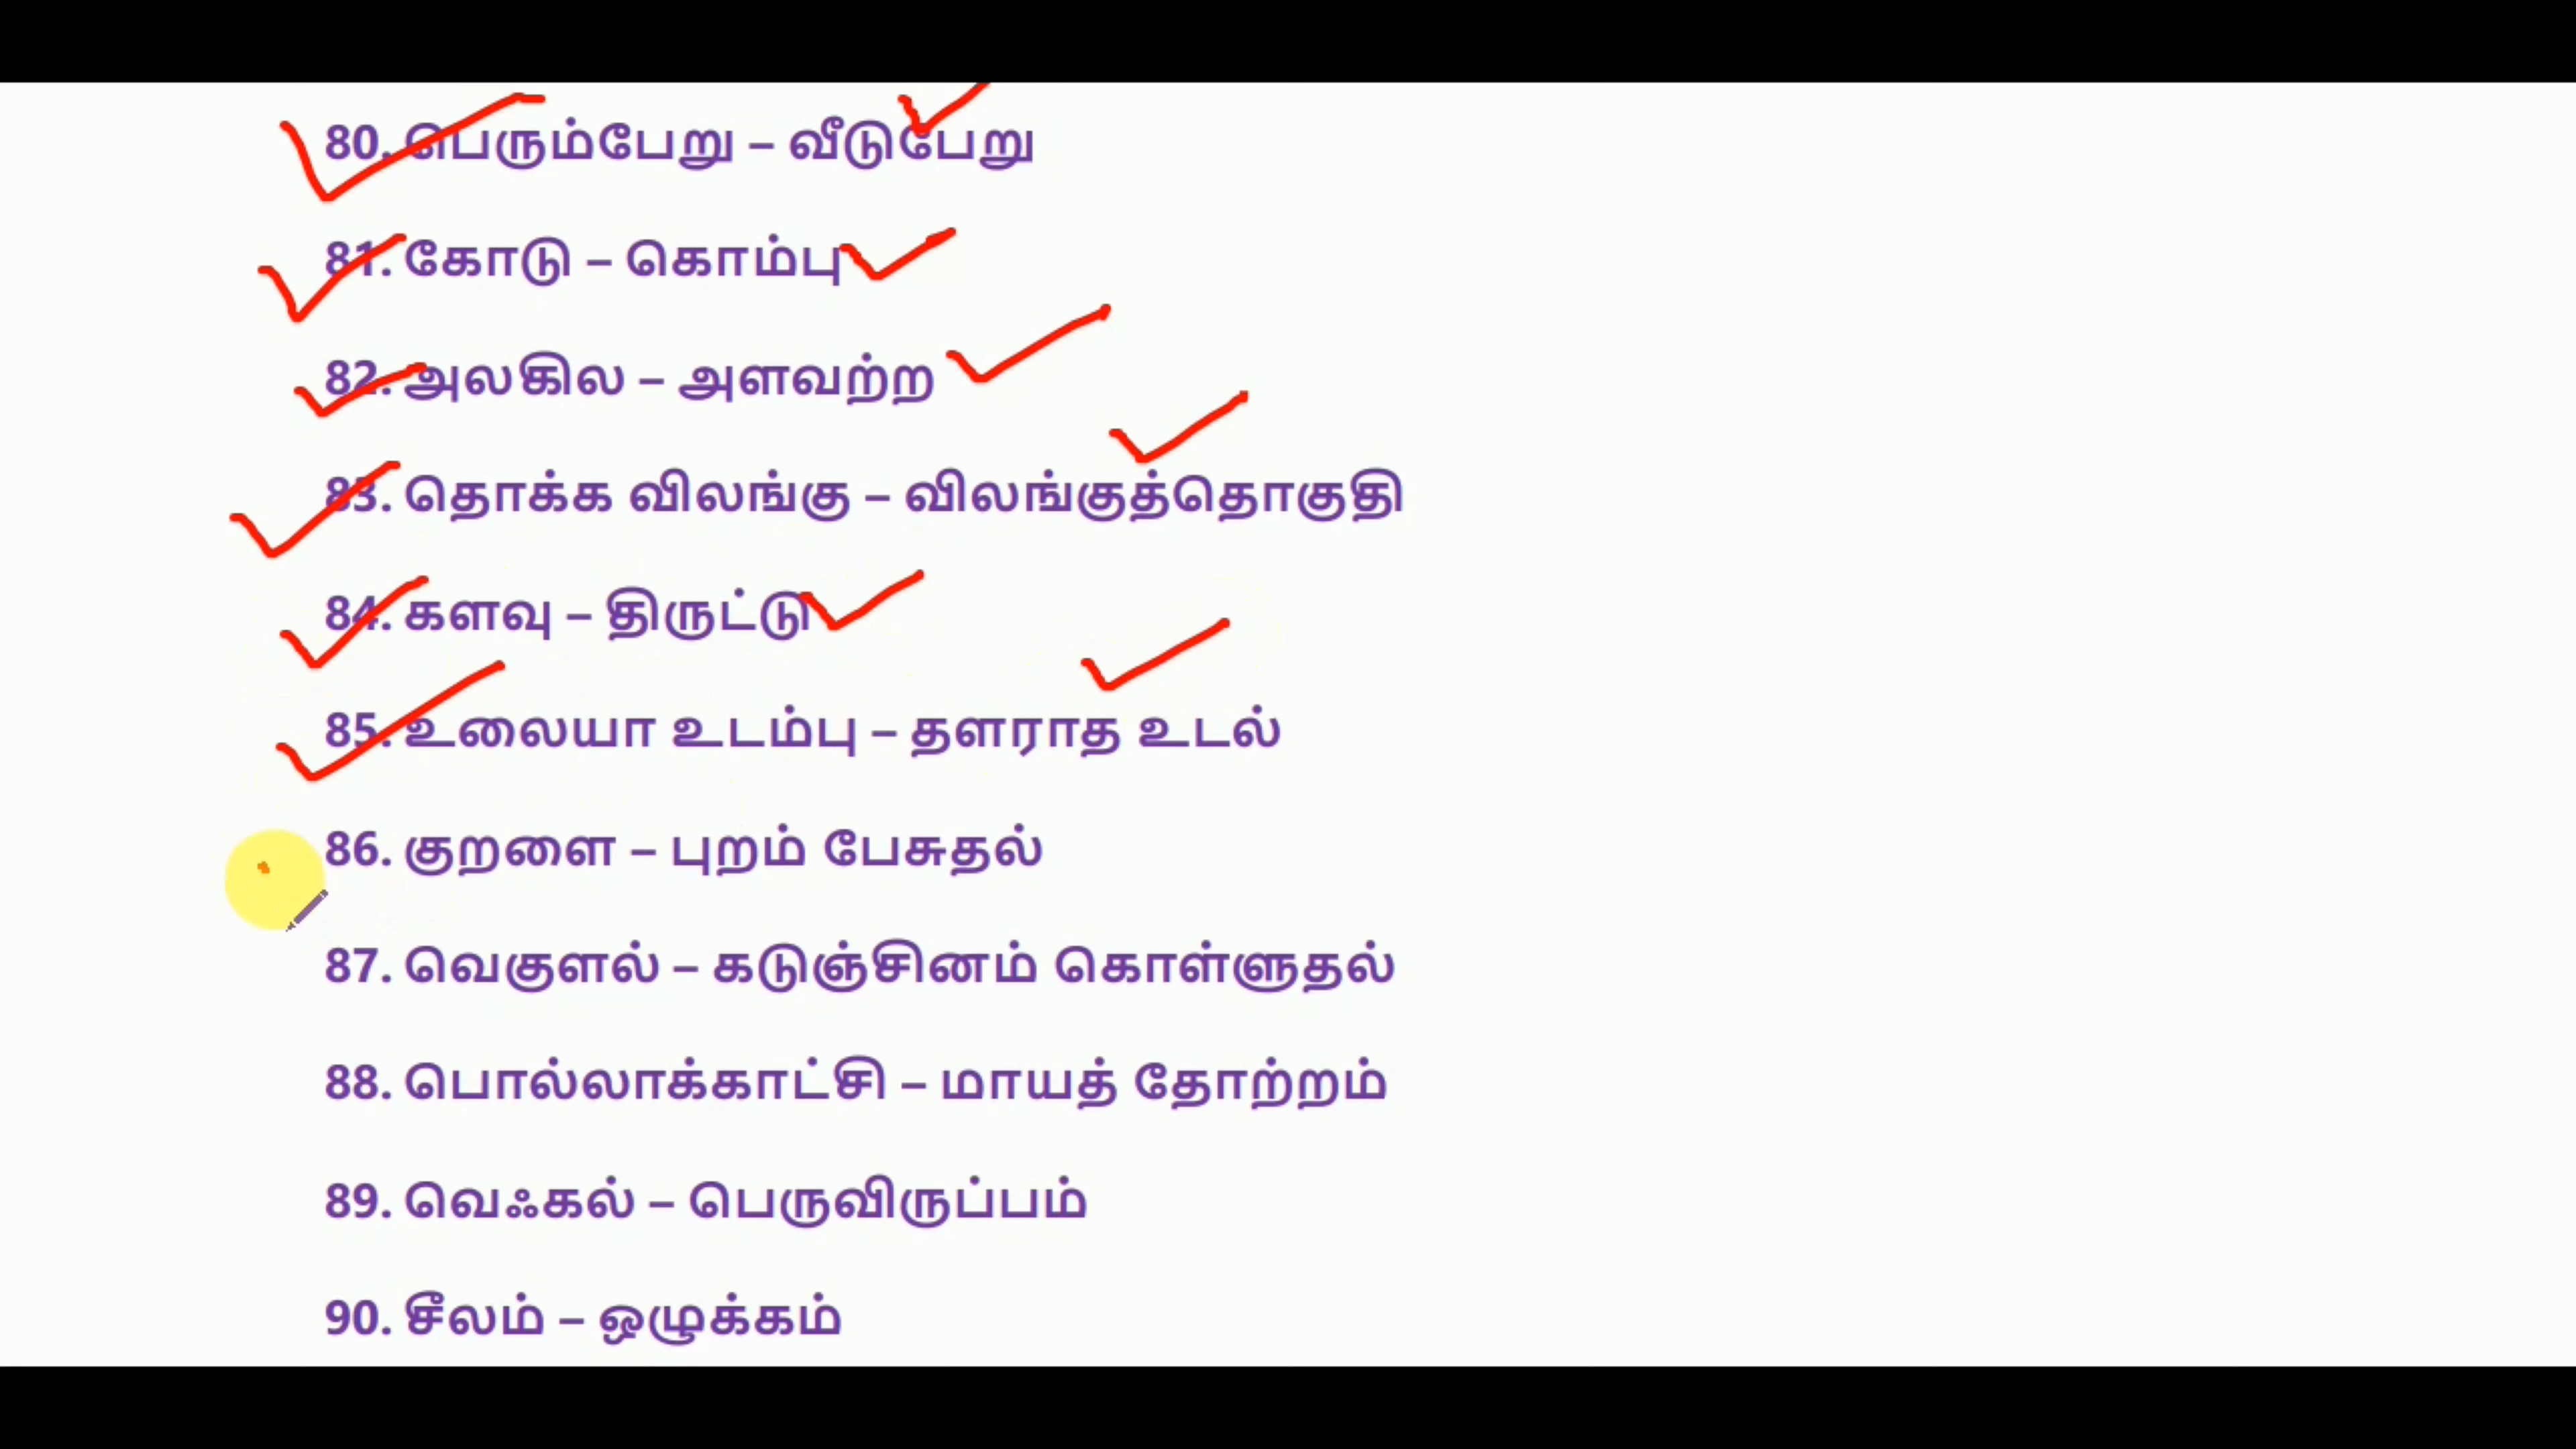 80. பெரும்பேறு – வீடுபேறு
81. கோடு – கொம்பு
82. அலகில – அளவற்ற
83. தொக்க விலங்கு – விலங்குத்தொகுதி
84. களவு – திருட்டு
85. உலையா உடம்பு – தளராத உடல்
86. குறளை – புறம் பேசுதல்
87. வெகுளல் – கடுஞ்சினம் கொள்ளுதல்
88. பொல்லாக்காட்சி – மாயத் தோற்றம்
89. வெஃகல் – பெருவிருப்பம்
90. சீலம் – ஒழுக்கம்